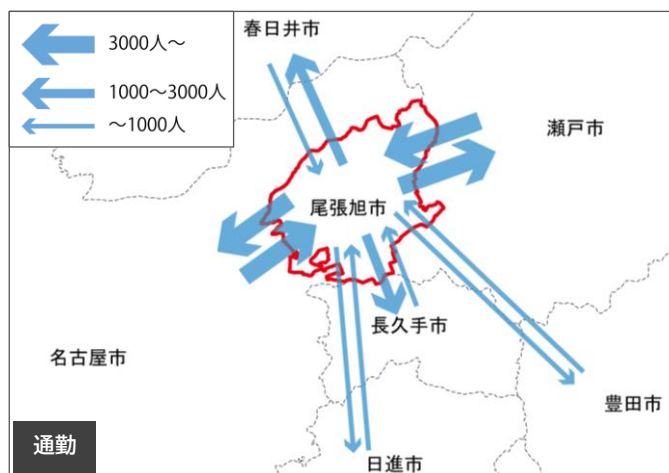 3000人～
1000～3000人
～1000人
春日井市
瀬戸市
尾張旭市
長久手市
名古屋市
豊田市
日進市
通勤